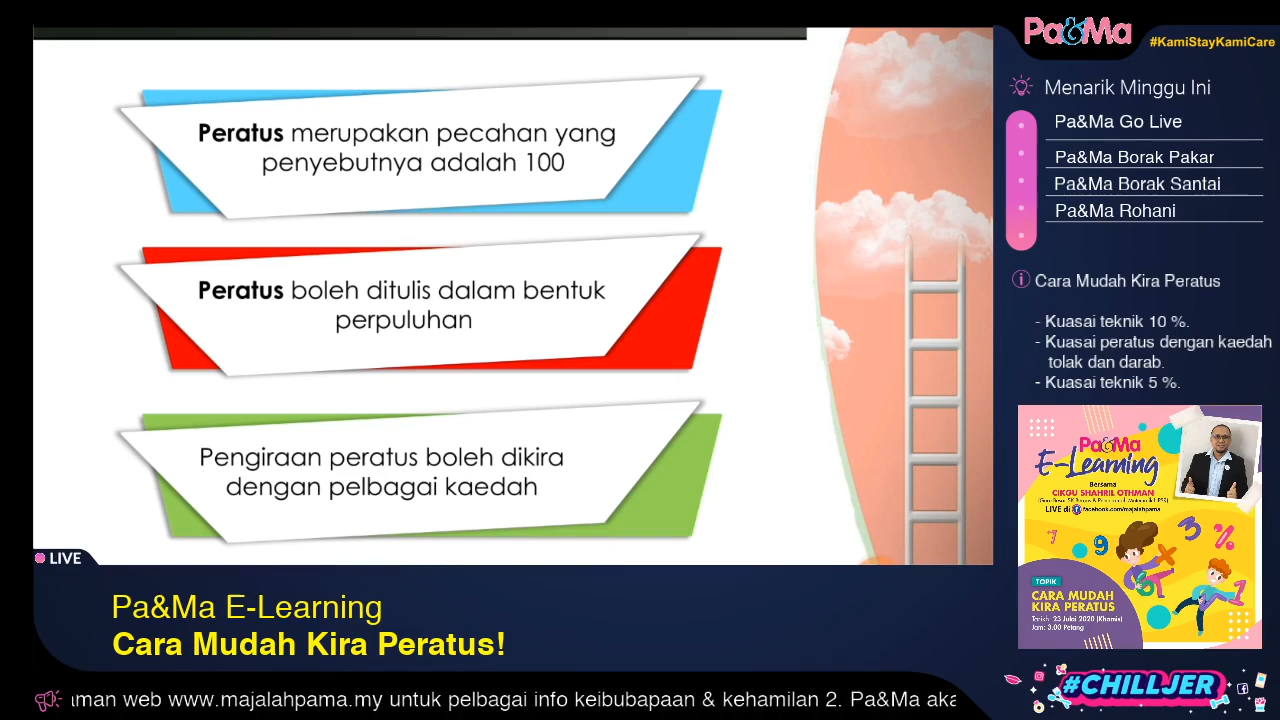 Pa&Ma
#KamiStayKamiCare
Menarik Minggu Ini
Pa&Ma Go Live
Pa&Ma Borak Pakar
Pa&Ma Borak Santai
Pa&Ma Rohani
Peratus merupakan pecahan yang
penyebutnya adalah 100
Peratus boleh ditulis dalam bentuk
perpuluhan
Pengiraan peratus boleh dikira
dengan pelbagai kaedah
Cara Mudah Kira Peratus
- Kuasai teknik 10 %.
- Kuasai peratus dengan kaedah
tolak dan darab.
- Kuasai teknik 5 %.
Pa&Ma
E-Learning
Bersama
CIKGU SHAHRIL OTHMAN
LIVE di facebook.com/majalahpama
TOPIK
CARA MUDAH
KIRA PERATUS
Tarikh: 23 Julai 2020 (Khamis)
Jam: 3.00 Petang
LIVE
Pa&Ma E-Learning
Cara Mudah Kira Peratus!
aman web www.majalahpama.my untuk pelbagai info keibubapaan & kehamilan 2. Pa&Ma aka
#CHILLJER